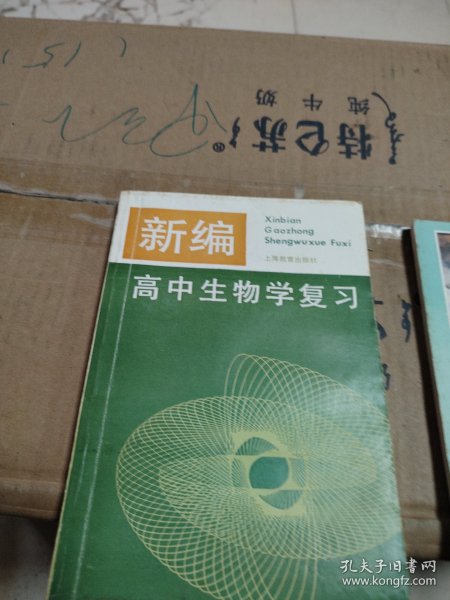 (15)
特仑苏®
纯牛奶
新编
Xinbian
Gaozhong
Shengwuxue Fuxi
上海教育出版社
高中生物学复习
孔夫子旧书网
www.kongfz.com